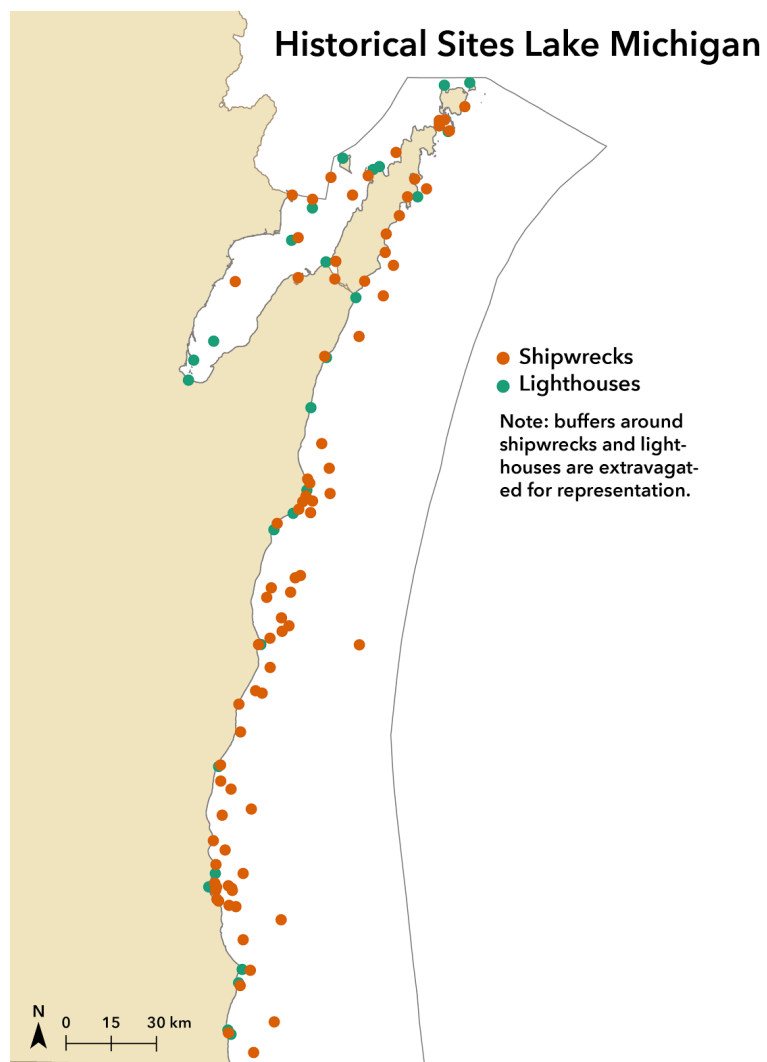 Historical Sites Lake Michigan
Shipwrecks
Lighthouses
Note: buffers around
shipwrecks and light-
houses are extravagat-
ed for representation.
N
0 15 30 km